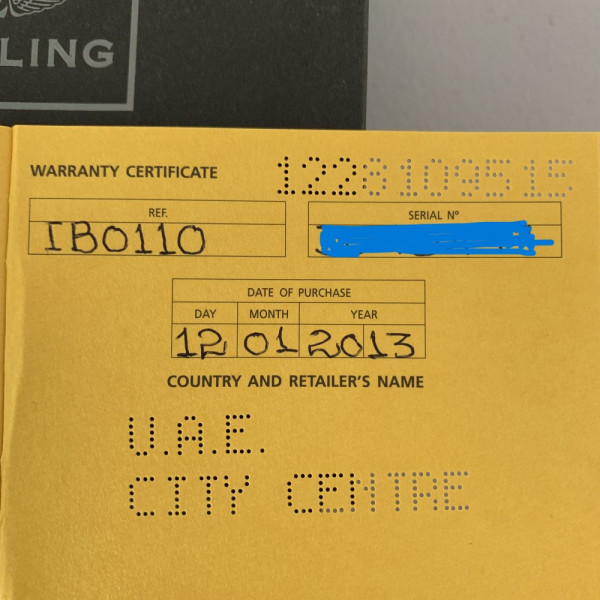 LING
WARRANTY CERTIFICATE 1228109515
REF.
IB0110
SERIAL Nº
DATE OF PURCHASE
DAY MONTH YEAR
12 01 2013
COUNTRY AND RETAILER'S NAME
U.A.E.
CITY CENTRE